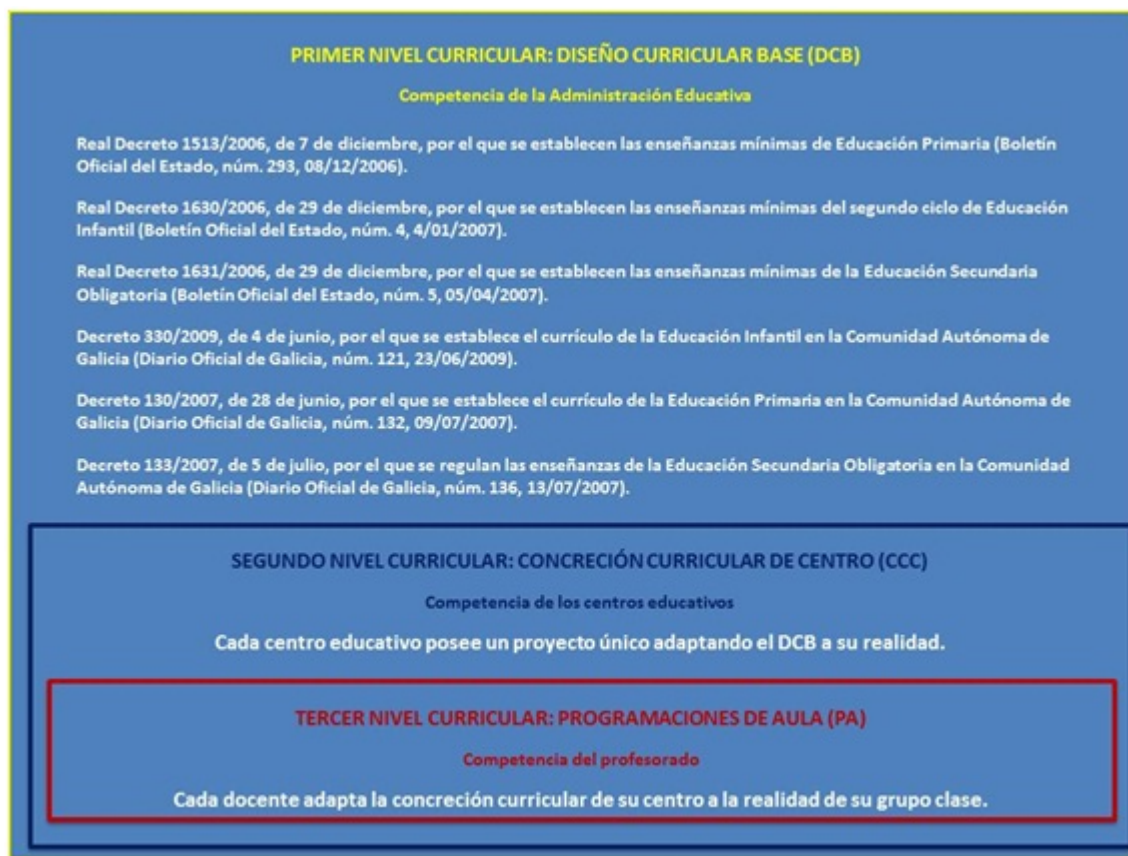 PRIMER NIVEL CURRICULAR: DISEÑO CURRICULAR BASE (DCB)
Competencia de la Administración Educativa
Real Decreto 1513/2006, de 7 de diciembre, por el que se establecen las enseñanzas mínimas de Educación Primaria (Boletín
Oficial del Estado, núm. 293, 08/12/2006).
Real Decreto 1630/2006, de 29 de diciembre, por el que se establecen las enseñanzas mínimas del segundo ciclo de Educación
Infantil (Boletín Oficial del Estado, núm. 4, 4/01/2007).
Real Decreto 1631/2006, de 29 de diciembre, por el que se establecen las enseñanzas mínimas de la Educación Secundaria
Obligatoria (Boletín Oficial del Estado, núm. 5, 05/04/2007).
Decreto 330/2009, de 4 de junio, por el que se establece el currículo de la Educación Infantil en la Comunidad Autónoma de
Galicia (Diario Oficial de Galicia, núm. 121, 23/06/2009).
Decreto 130/2007, de 28 de junio, por el que se establece el currículo de la Educación Primaria en la Comunidad Autónoma de
Galicia (Diario Oficial de Galicia, núm. 132, 09/07/2007).
Decreto 133/2007, de 5 de julio, por el que se regulan las enseñanzas de la Educación Secundaria Obligatoria en la Comunidad
Autónoma de Galicia (Diario Oficial de Galicia, núm. 136, 13/07/2007).
SEGUNDO NIVEL CURRICULAR: CONCRECIÓN CURRICULAR DE CENTRO (CCC)
Competencia de los centros educativos
Cada centro educativo posee un proyecto único adaptando el DCB a su realidad.
TERCER NIVEL CURRICULAR: PROGRAMACIONES DE AULA (PA)
Competencia del profesorado
Cada docente adapta la concreción curricular de su centro a la realidad de su grupo clase.